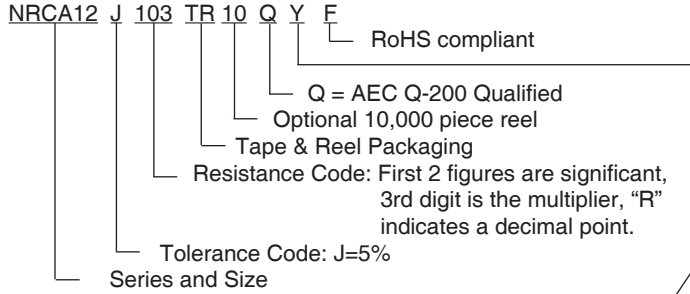 NRCA12 J 103 TR 10 Q Y F
RoHS compliant
Q = AEC Q-200 Qualified
Optional 10,000 piece reel
Tape & Reel Packaging
Resistance Code: First 2 figures are significant,
3rd digit is the multiplier, “R”
indicates a decimal point.
Tolerance Code: J=5%
Series and Size